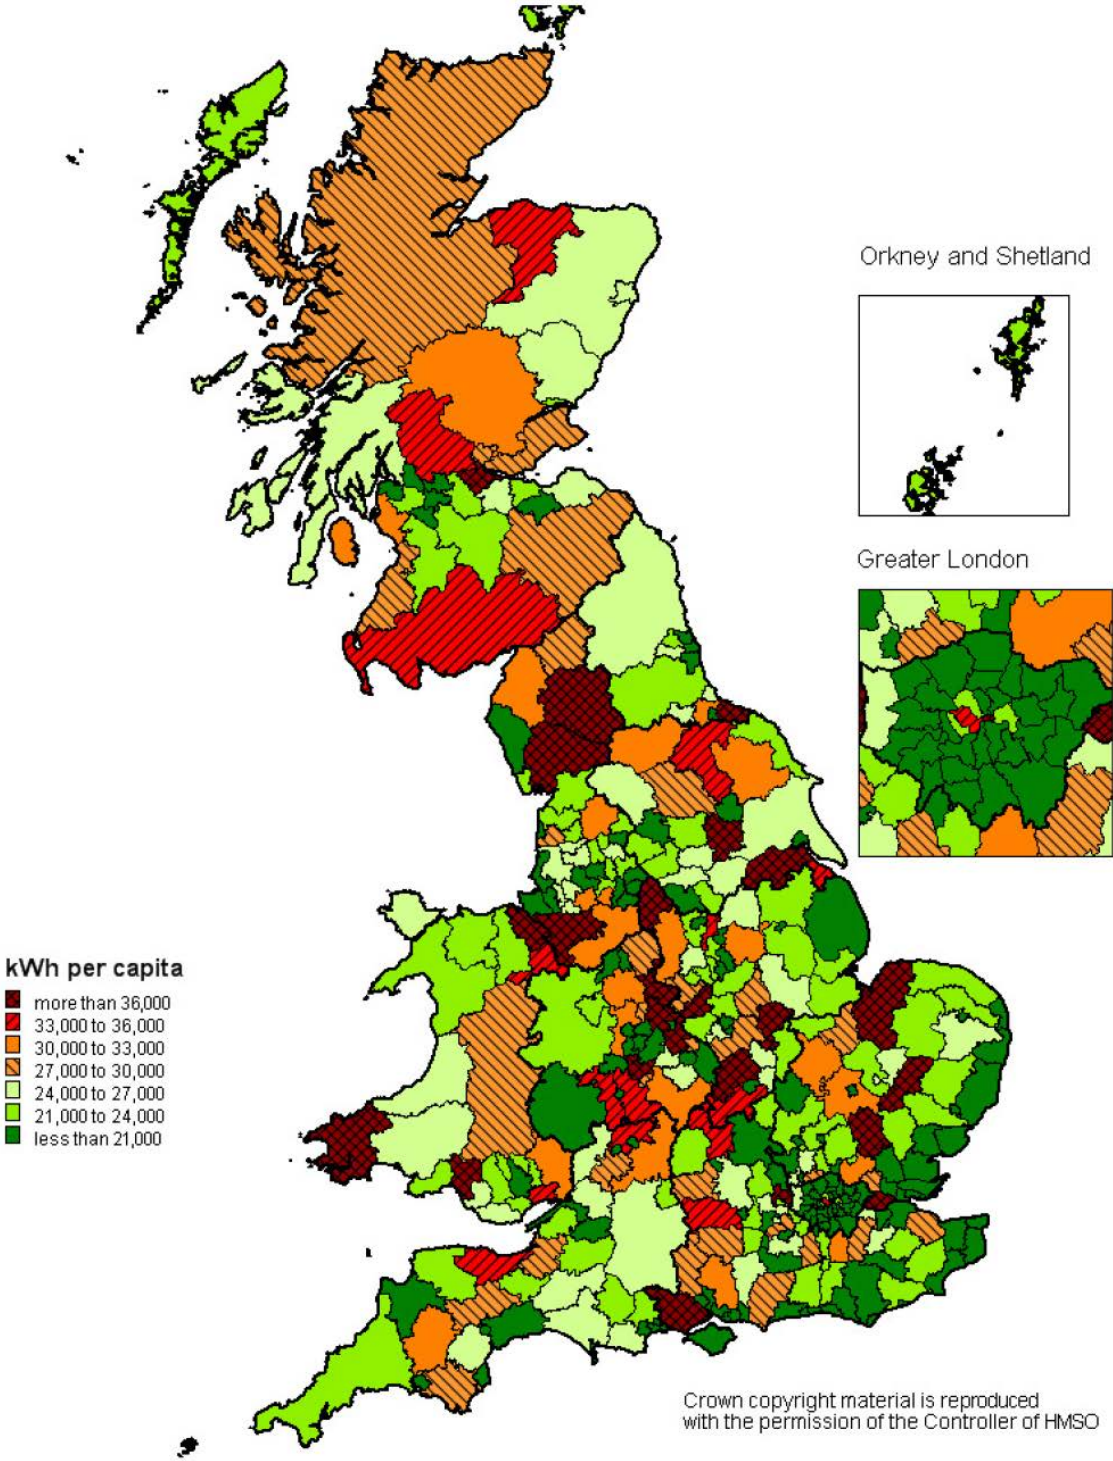 Orkney and Shetland
Greater London
kWh per capita
more than 36,000
33,000 to 36,000
30,000 to 33,000
27,000 to 30,000
24,000 to 27,000
21,000 to 24,000
less than 21,000
Crown copyright material is reproduced
with the permission of the Controller of HMSO